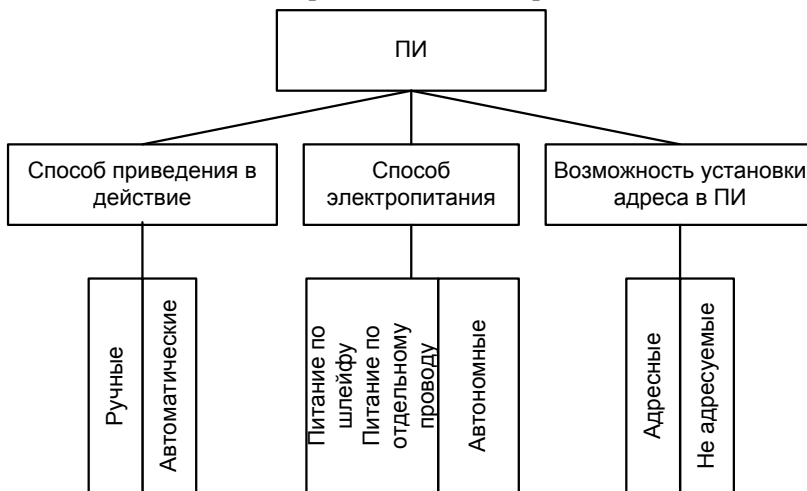 ПИ
Способ приведения в
действие
Способ
электропитания
Возможность установки
адреса в ПИ
Ручные
Автоматические
Питание по
шлейфу
Питание по
отдельному
проводу
Автономные
Адресные
Не адресуемые